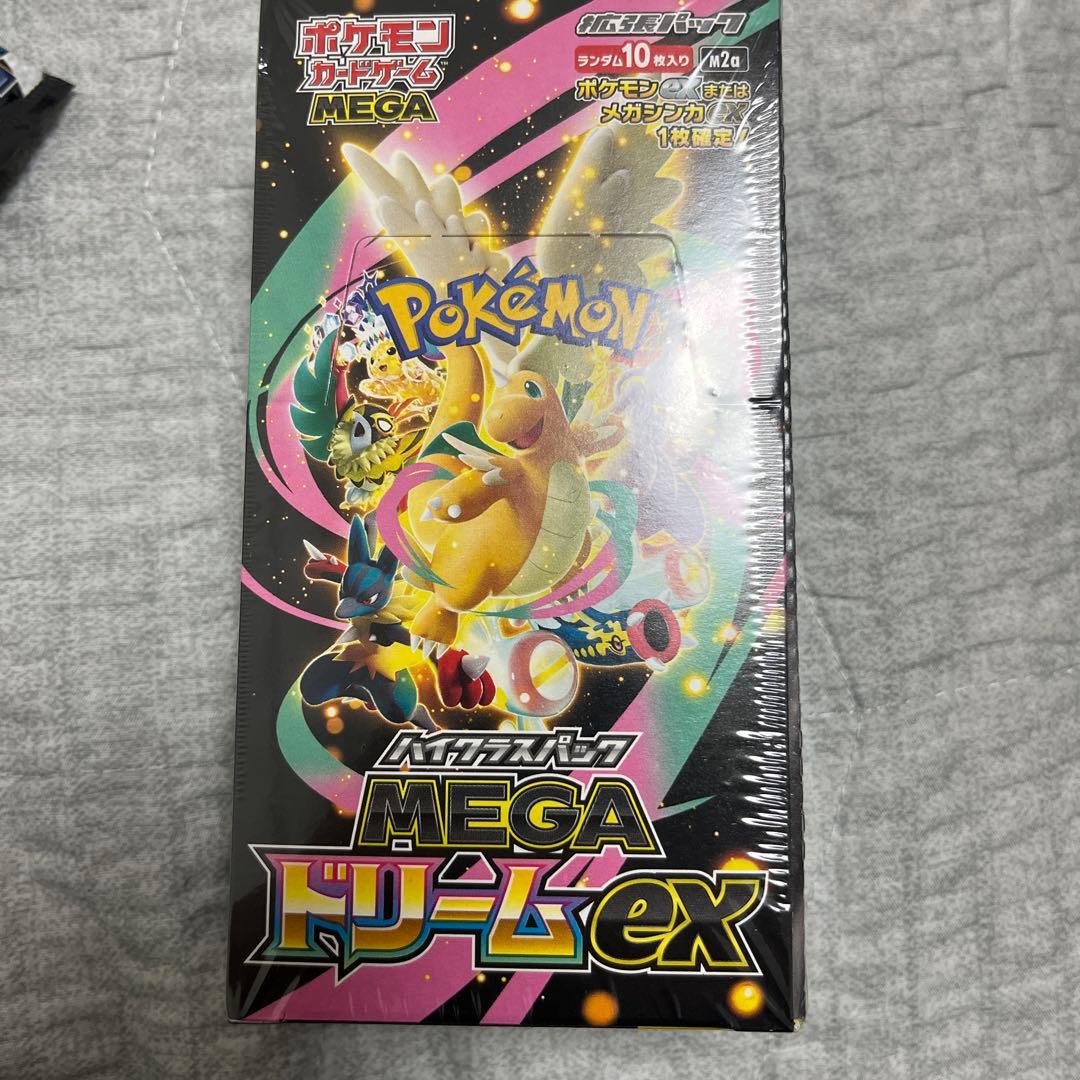 ポケモン
カードゲーム™
MEGA
拡張パック
ランダム10枚入り M2a
ポケモンexまたは
メガシンカex
1枚確定!
POKéMON
ハイクラスパック
MEGA
ドリームex